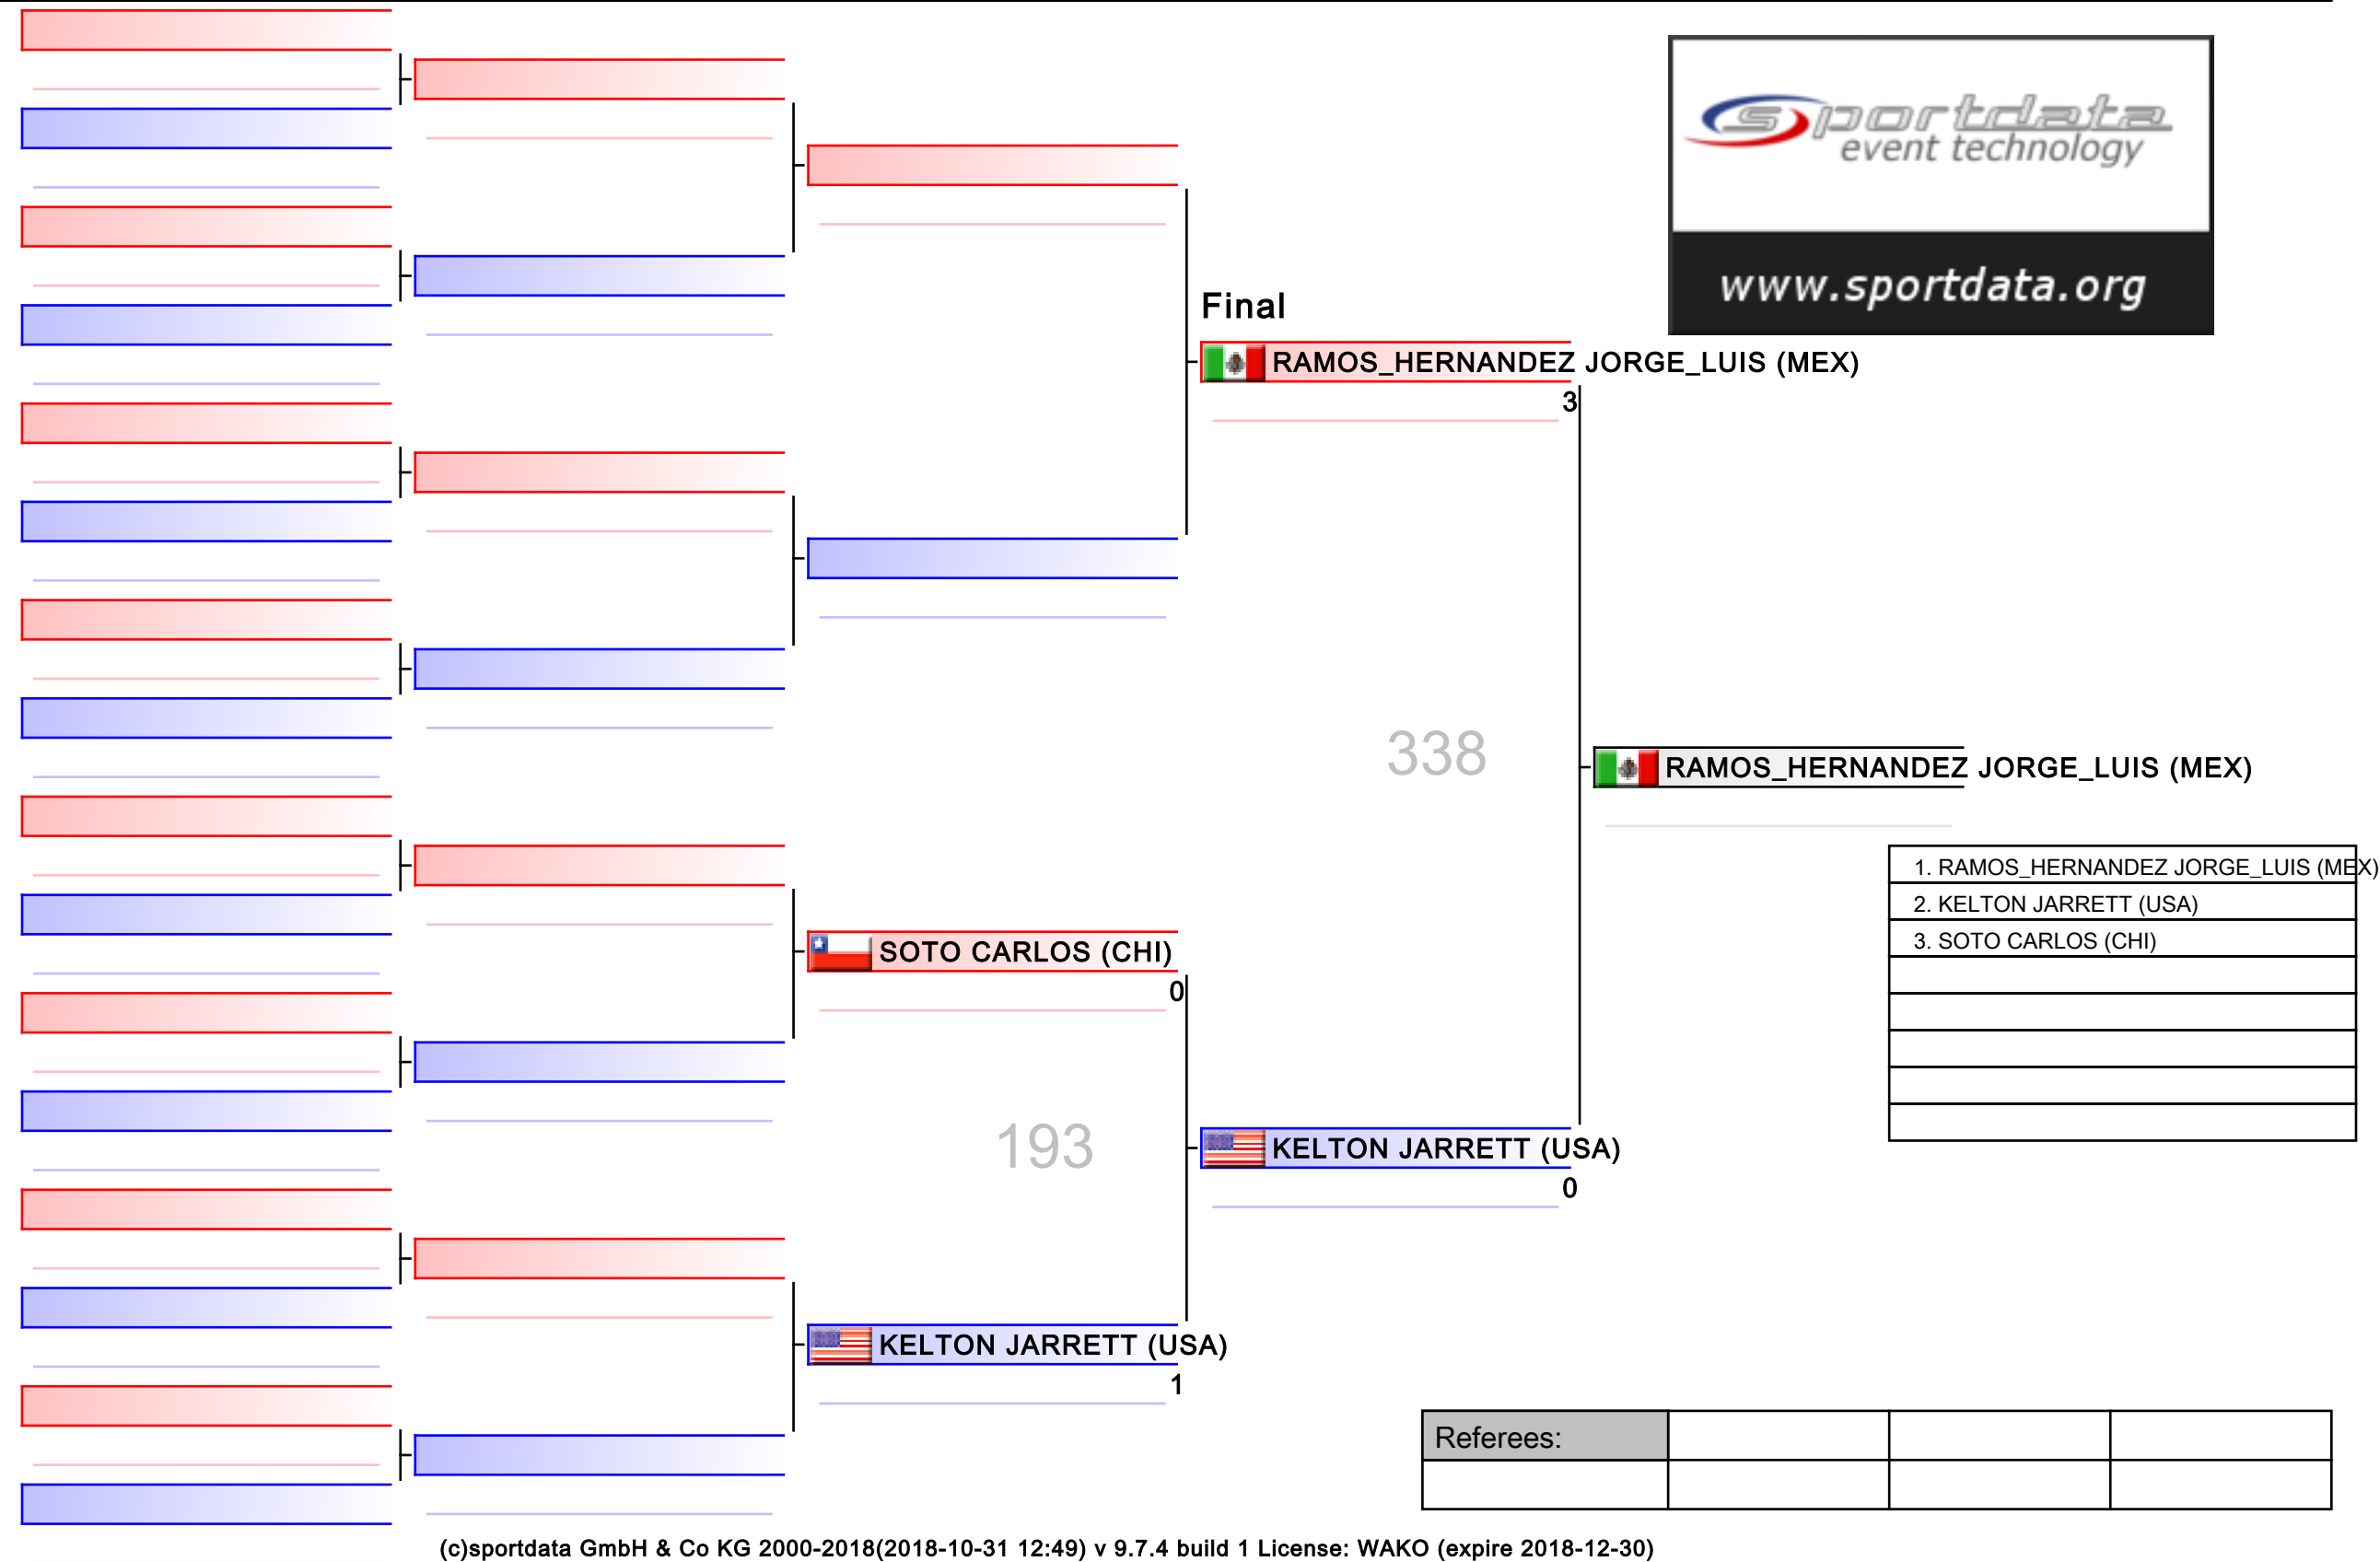 sportdata
event technology
www.sportdata.org
Final
RAMOS_HERNANDEZ JORGE_LUIS (MEX)
3
338
RAMOS_HERNANDEZ JORGE_LUIS (MEX)
1. RAMOS_HERNANDEZ JORGE_LUIS (MEX)
2. KELTON JARRETT (USA)
3. SOTO CARLOS (CHI)
SOTO CARLOS (CHI)
0
193
KELTON JARRETT (USA)
0
KELTON JARRETT (USA)
1
Referees:
(c)sportdata GmbH & Co KG 2000-2018(2018-10-31 12:49) v 9.7.4 build 1 License: WAKO (expire 2018-12-30)